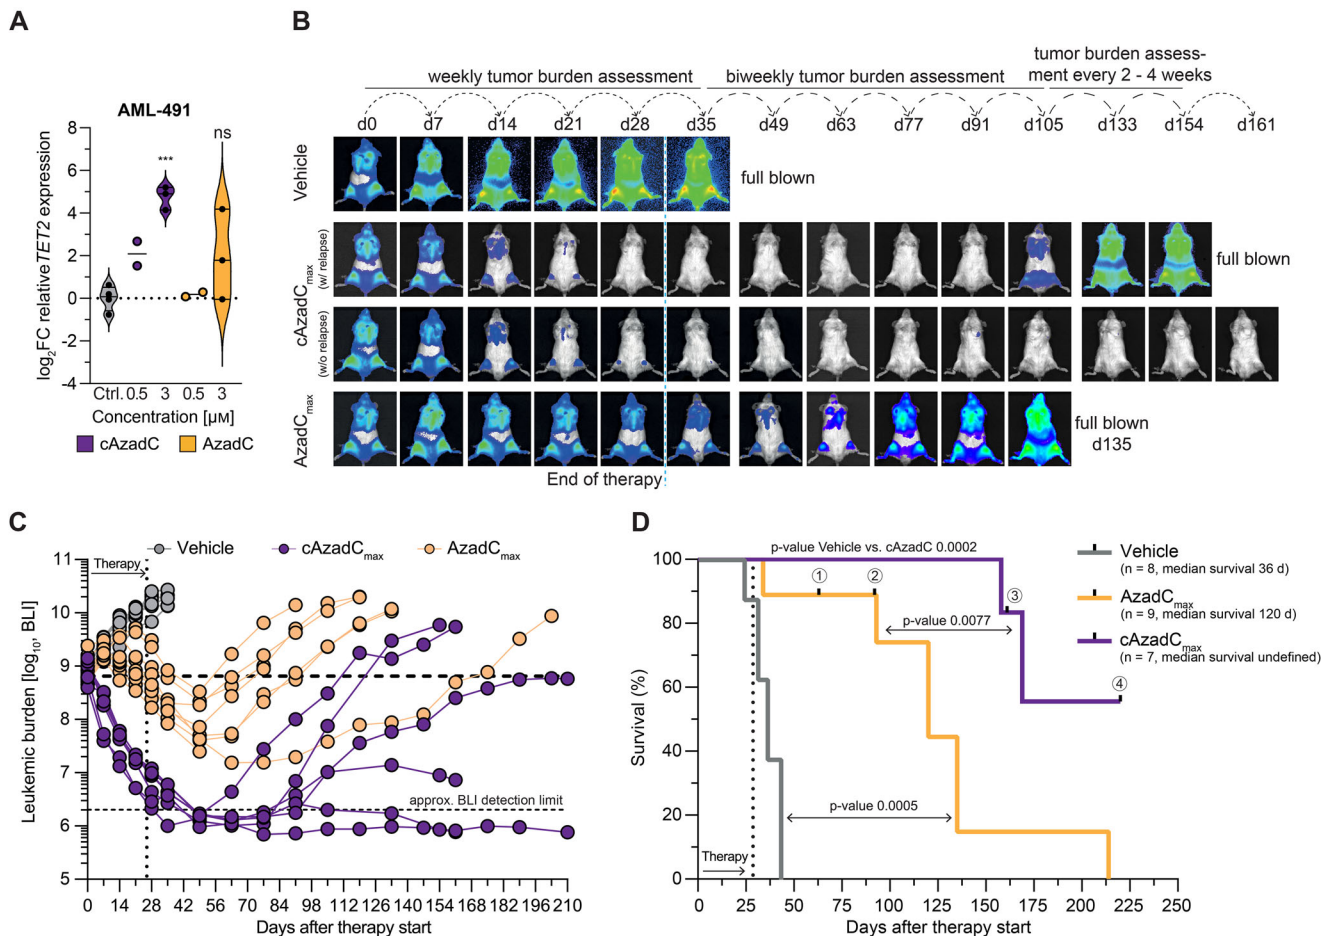 A
AML-491
log2FC relative TET2 expression
8
6
4
2
0
-2
-4
***
ns
Ctrl.
0.5
3
0.5
3
Concentration [µM]
cAzadC
AzadC
B
weekly tumor burden assessment
biweekly tumor burden assessment
tumor burden assess-
ment every 2 - 4 weeks
d0
d7
d14
d21
d28
d35
d49
d63
d77
d91
d105
d133
d154
d161
Vehicle
full blown
cAzadCmax
(w/ relapse)
full blown
(w/o relapse)
AzadCmax
full blown
d135
End of therapy
C
Vehicle
cAzadCmax
AzadCmax
Therapy
Leukemic burden [log10, BLI]
11
10
9
8
7
6
5
approx. BLI detection limit
0
14
28
42
56
70
84
98
112
126
140
154
168
182
196
210
Days after therapy start
D
p-value Vehicle vs. cAzadC 0.0002
Vehicle
(n = 8, median survival 36 d)
AzadCmax
(n = 9, median survival 120 d)
cAzadCmax
(n = 7, median survival undefined)
1
2
3
4
p-value 0.0077
p-value 0.0005
Therapy
Survival (%)
100
80
60
40
20
0
0
25
50
75
100
125
150
175
200
225
250
Days after therapy start